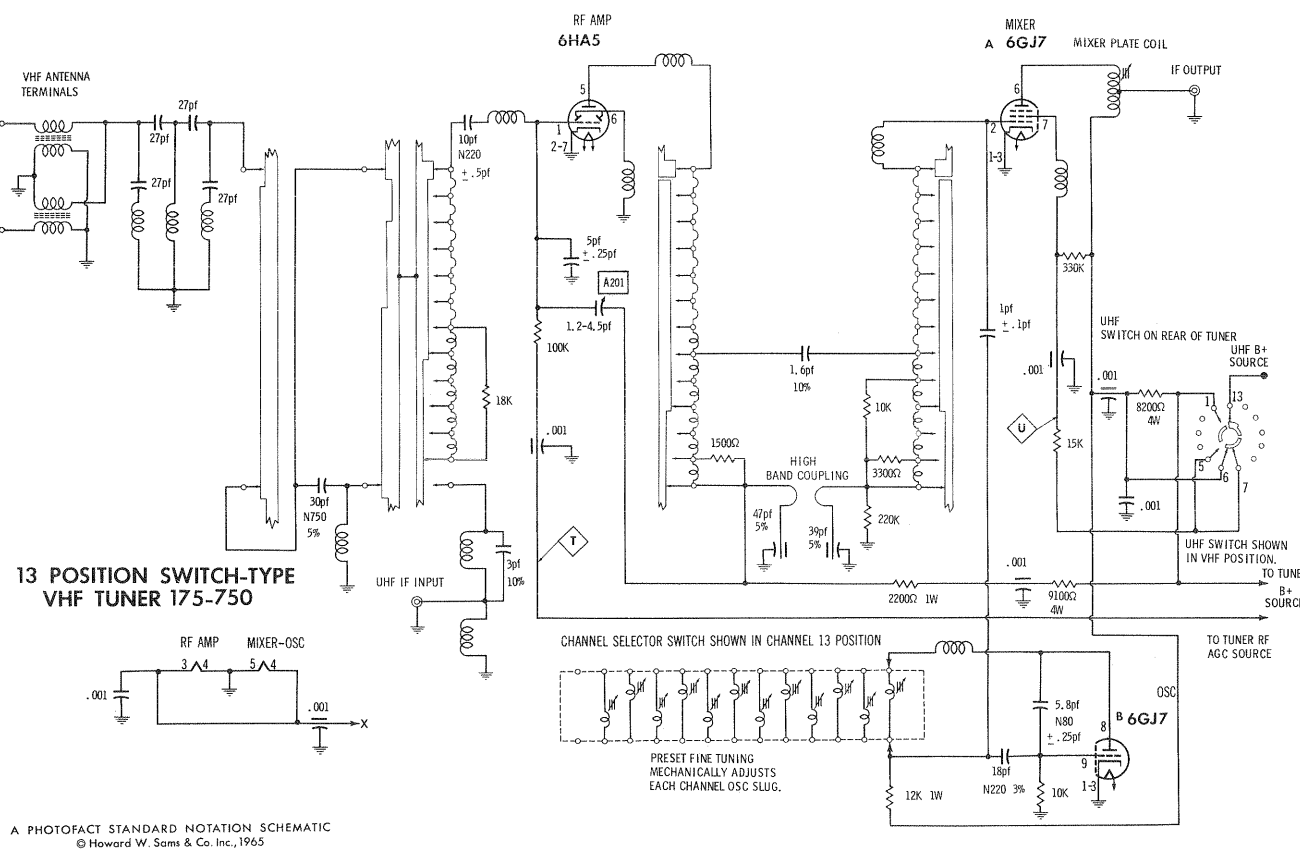 RF AMP
6HA5
MIXER
A 6GJ7
MIXER PLATE COIL
IF OUTPUT
VHF ANTENNA
TERMINALS
27pf
27pf
27pf
27pf
10pf
N220
± .5pf
5
6
1
2-7
6
2
7
1-3
5pf
± .25pf
A201
1.2-4.5pf
100K
18K
.001
330K
1pf
± .1pf
UHF
SWITCH ON REAR OF TUNER
UHF B+
SOURCE
.001
.001
8200Ω
4W
1
13
5
6
7
1.6pf
10%
10K
U
15K
1500Ω
HIGH
BAND COUPLING
3300Ω
220K
47pf
5%
39pf
5%
.001
30pf
N750
5%
T
3pf
10%
UHF IF INPUT
UHF SWITCH SHOWN
IN VHF POSITION.
13 POSITION SWITCH-TYPE
VHF TUNER 175-750
.001
2200Ω 1W
9100Ω
4W
TO TUNE
B+
SOURC
TO TUNER RF
AGC SOURCE
CHANNEL SELECTOR SWITCH SHOWN IN CHANNEL 13 POSITION
RF AMP
3 4
MIXER-OSC
5 4
.001
.001
X
OSC
B 6GJ7
5.8pf
N80
± .25pf
8
9
1-3
PRESET FINE TUNING
MECHANICALLY ADJUSTS
EACH CHANNEL OSC SLUG.
12K 1W
18pf
N220 3%
10K
A PHOTOFACT STANDARD NOTATION SCHEMATIC
© Howard W. Sams & Co. Inc., 1965